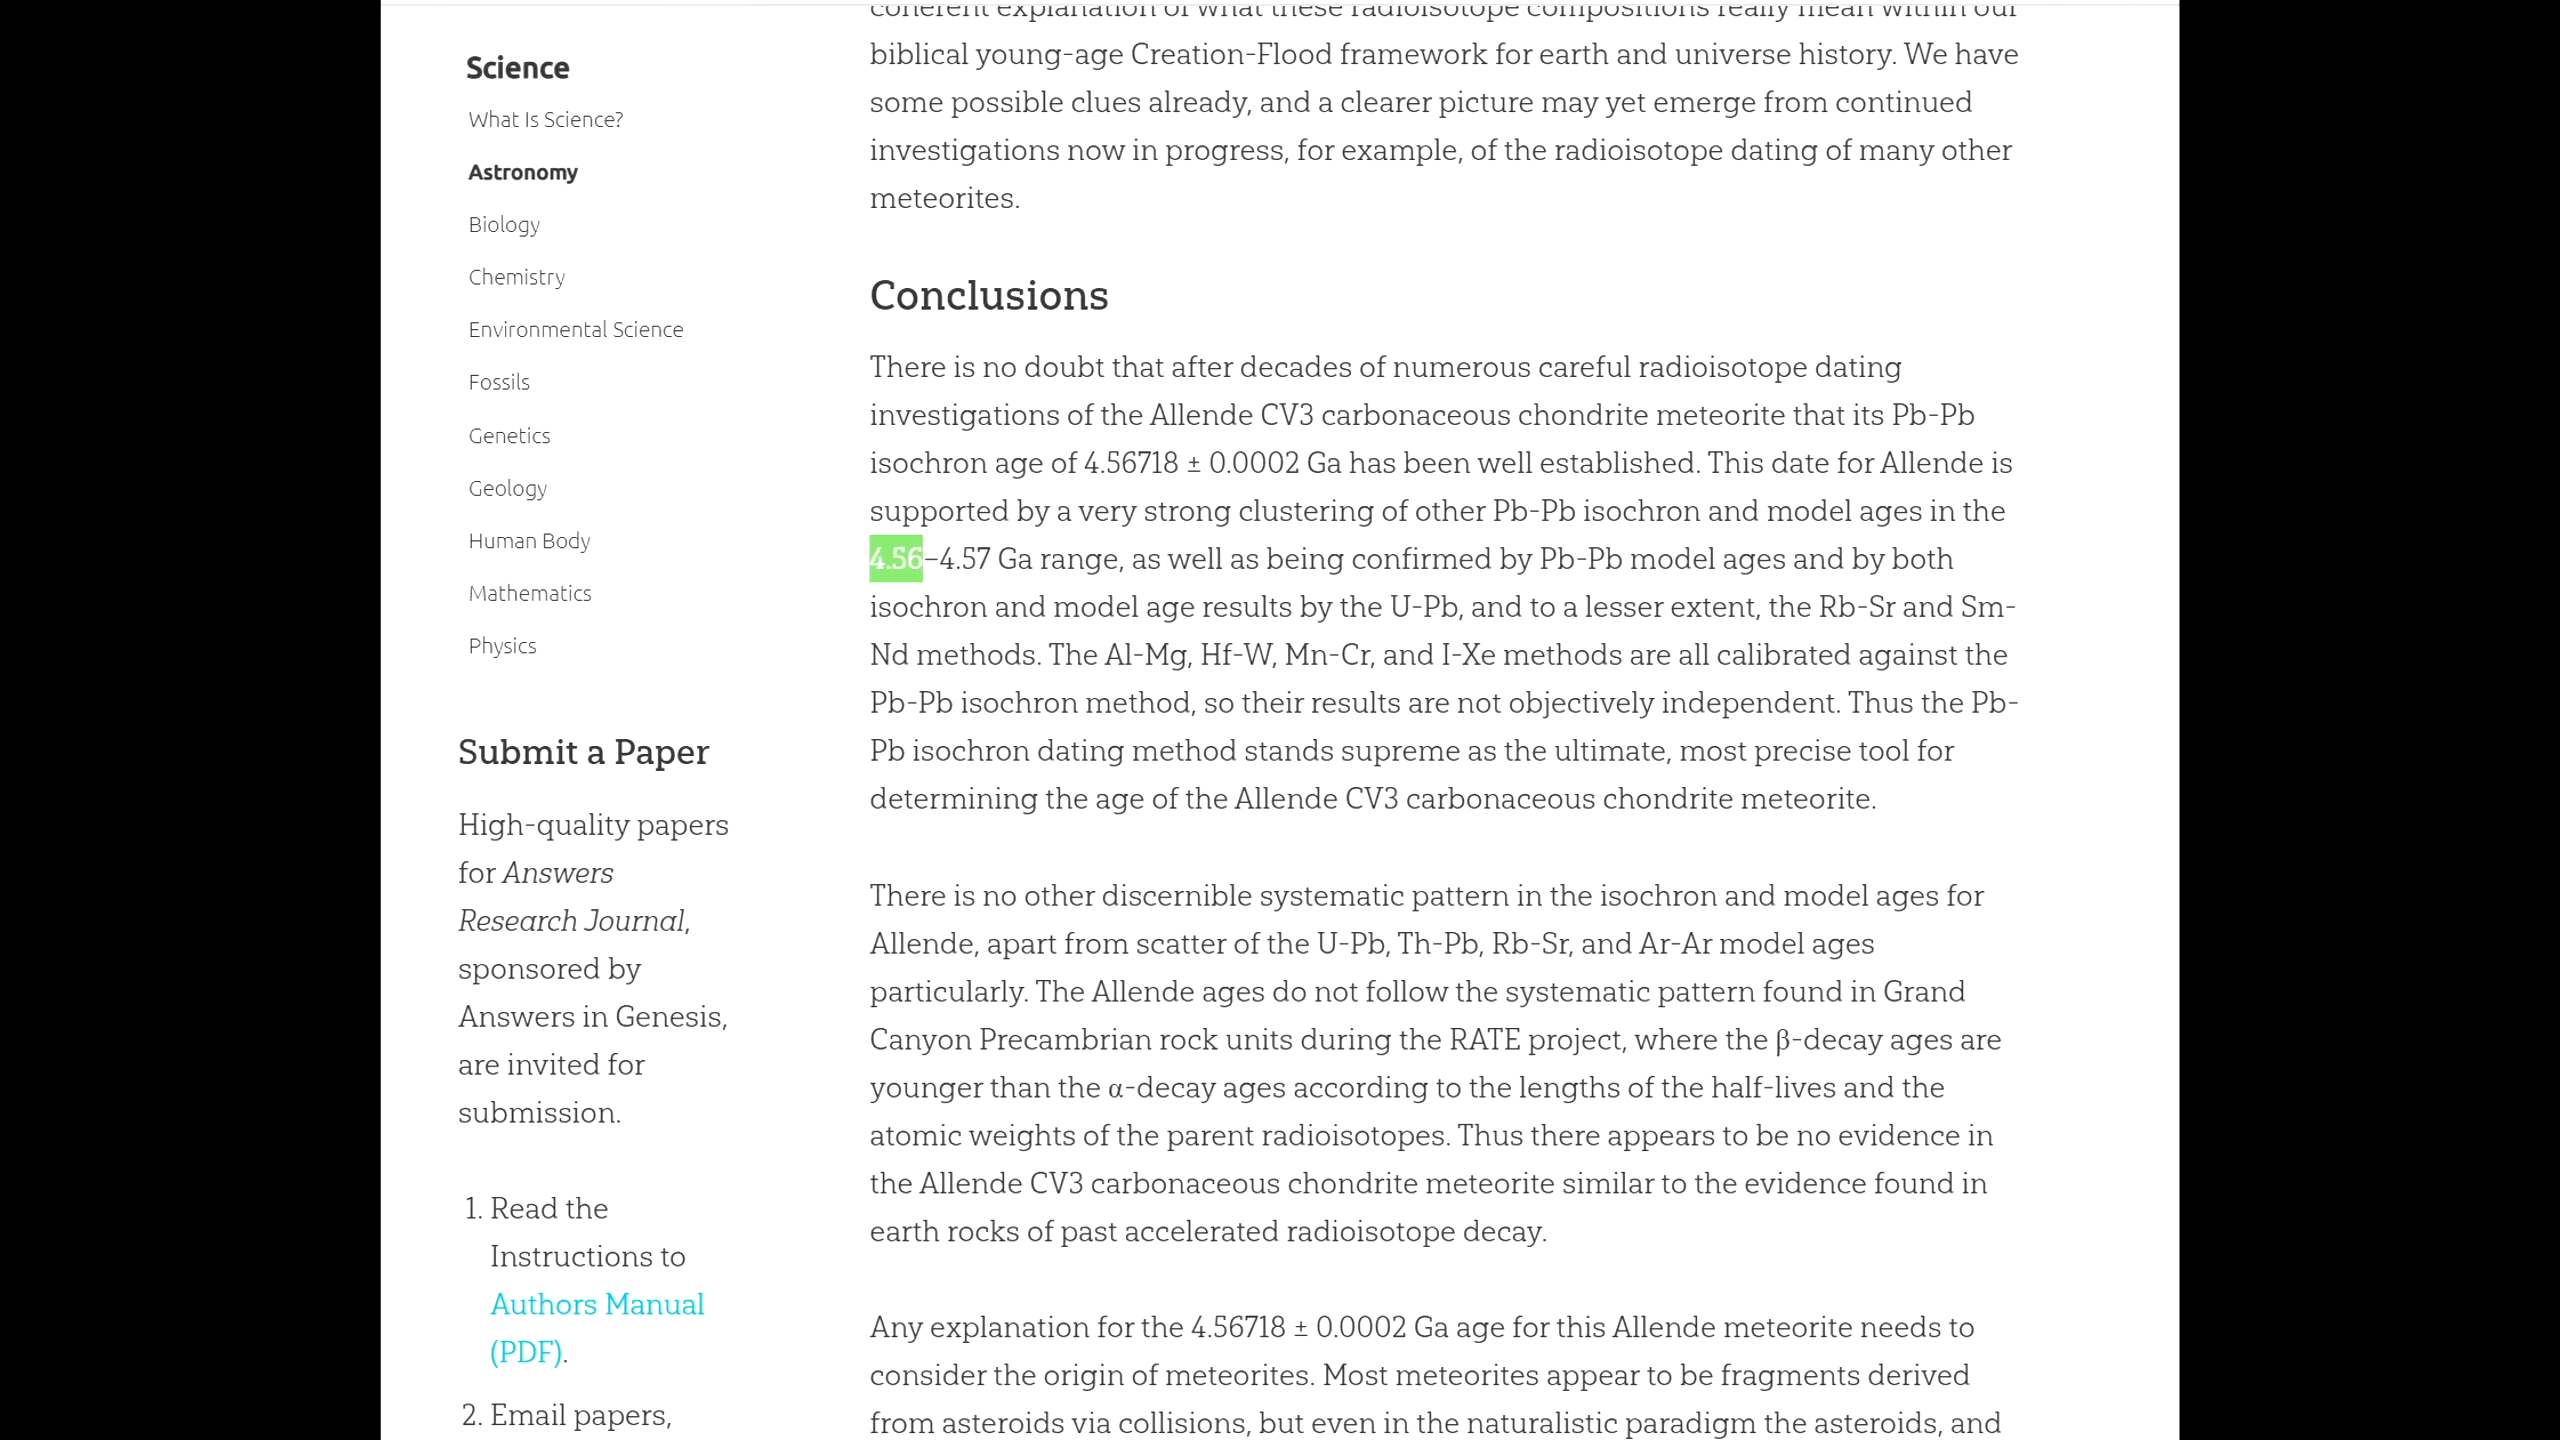 Science
What Is Science?
Astronomy
Biology
Chemistry
Environmental Science
Fossils
Genetics
Geology
Human Body
Mathematics
Physics
Submit a Paper
High-quality papers
for Answers
Research Journal,
sponsored by
Answers in Genesis,
are invited for
submission.
1. Read the
Instructions to
Authors Manual
(PDF).
2. Email papers,
coherent explanation of what these radioisotope compositions really mean within our
biblical young-age Creation-Flood framework for earth and universe history. We have
some possible clues already, and a clearer picture may yet emerge from continued
investigations now in progress, for example, of the radioisotope dating of many other
meteorites.
Conclusions
There is no doubt that after decades of numerous careful radioisotope dating
investigations of the Allende CV3 carbonaceous chondrite meteorite that its Pb-Pb
isochron age of 4.56718 ± 0.0002 Ga has been well established. This date for Allende is
supported by a very strong clustering of other Pb-Pb isochron and model ages in the
4.56–4.57 Ga range, as well as being confirmed by Pb-Pb model ages and by both
isochron and model age results by the U-Pb, and to a lesser extent, the Rb-Sr and Sm-
Nd methods. The Al-Mg, Hf-W, Mn-Cr, and I-Xe methods are all calibrated against the
Pb-Pb isochron method, so their results are not objectively independent. Thus the Pb-
Pb isochron dating method stands supreme as the ultimate, most precise tool for
determining the age of the Allende CV3 carbonaceous chondrite meteorite.
There is no other discernible systematic pattern in the isochron and model ages for
Allende, apart from scatter of the U-Pb, Th-Pb, Rb-Sr, and Ar-Ar model ages
particularly. The Allende ages do not follow the systematic pattern found in Grand
Canyon Precambrian rock units during the RATE project, where the β-decay ages are
younger than the α-decay ages according to the lengths of the half-lives and the
atomic weights of the parent radioisotopes. Thus there appears to be no evidence in
the Allende CV3 carbonaceous chondrite meteorite similar to the evidence found in
earth rocks of past accelerated radioisotope decay.
Any explanation for the 4.56718 ± 0.0002 Ga age for this Allende meteorite needs to
consider the origin of meteorites. Most meteorites appear to be fragments derived
from asteroids via collisions, but even in the naturalistic paradigm the asteroids, and